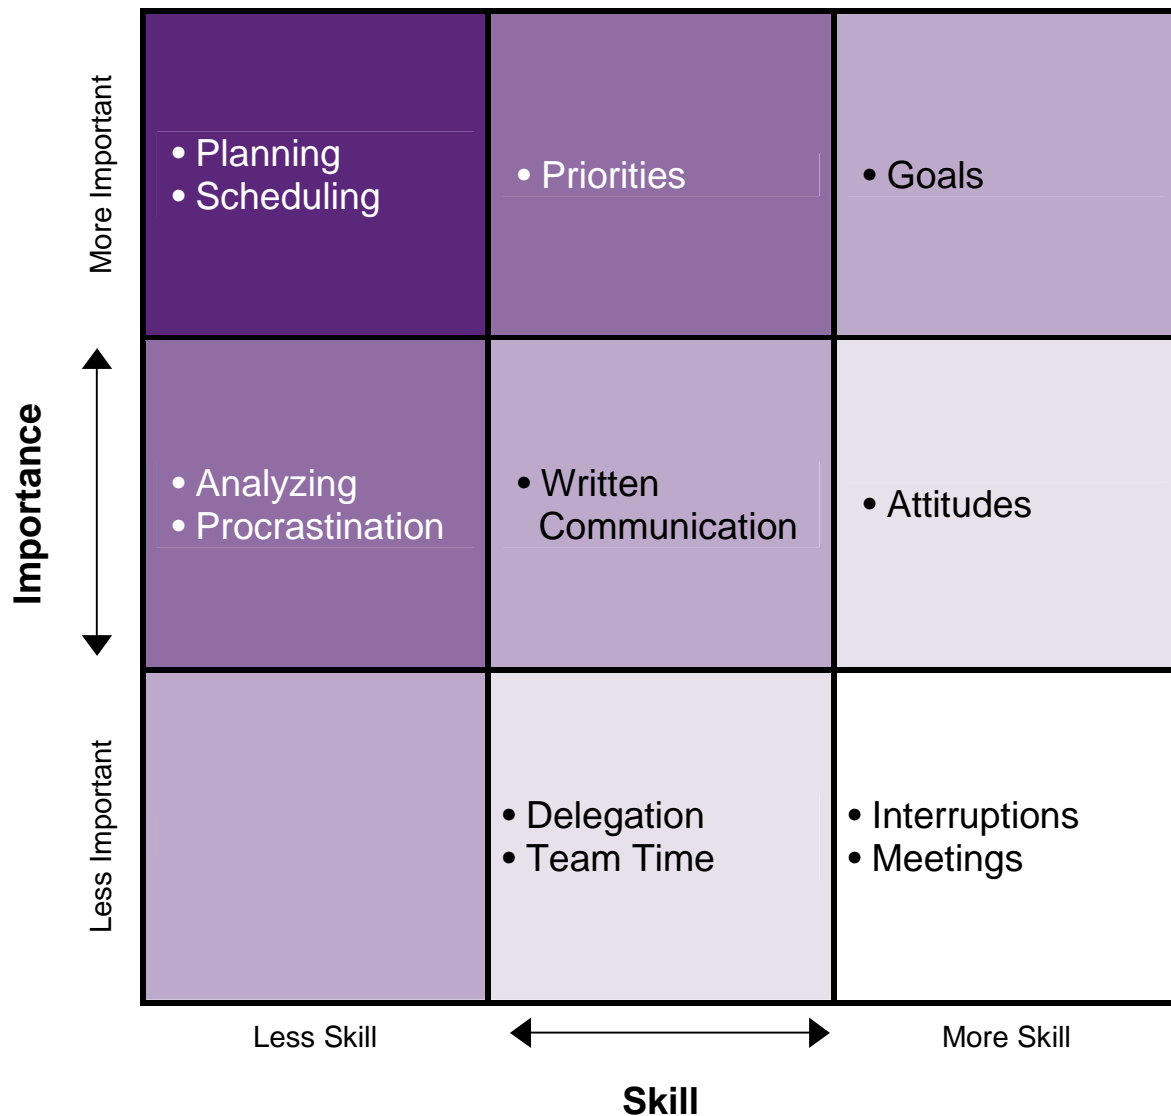 More Important
• Planning
• Scheduling
• Priorities
• Goals
Importance
• Analyzing
• Procrastination
• Written
Communication
• Attitudes
Less Important
• Delegation
• Team Time
• Interruptions
• Meetings
Less Skill
More Skill
Skill